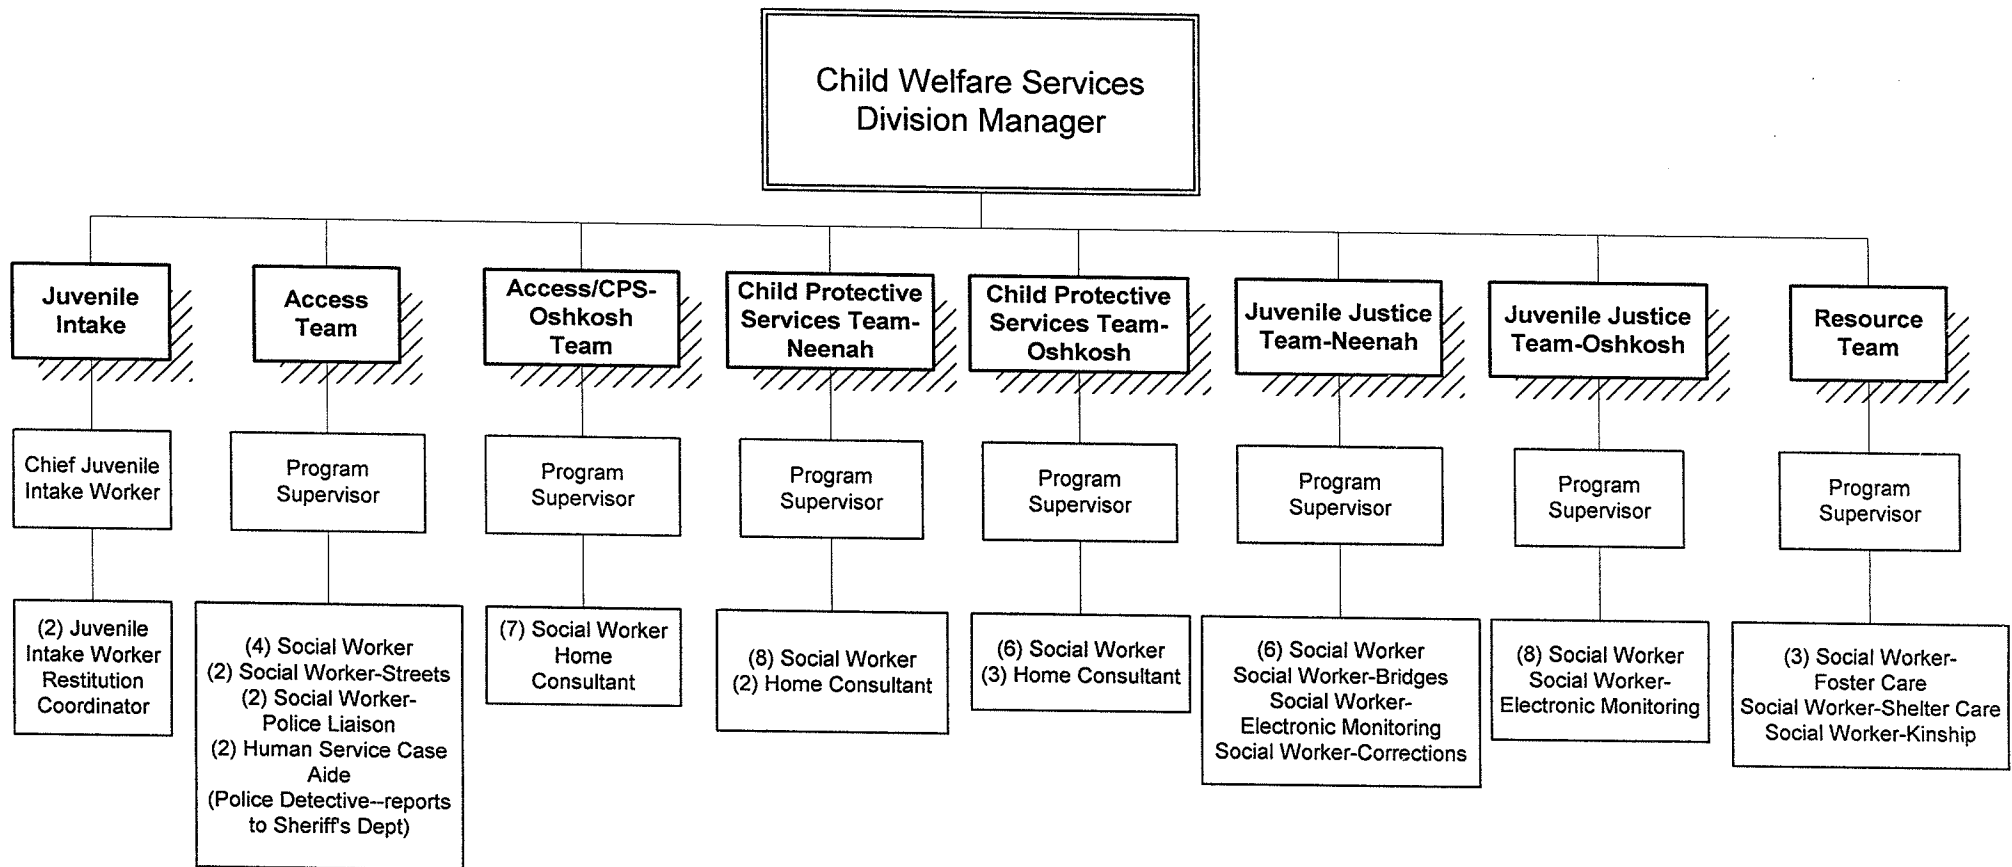 Child Welfare Services
Division Manager
Juvenile
Intake
Access
Team
Access/CPS-
Oshkosh
Team
Child Protective
Services Team-
Neenah
Child Protective
Services Team-
Oshkosh
Juvenile Justice
Team-Neenah
Juvenile Justice
Team-Oshkosh
Resource
Team
Chief Juvenile
Intake Worker
Program
Supervisor
Program
Supervisor
Program
Supervisor
Program
Supervisor
Program
Supervisor
Program
Supervisor
Program
Supervisor
(2) Juvenile
Intake Worker
Restitution
Coordinator
(4) Social Worker
(2) Social Worker-Streets
(2) Social Worker-
Police Liaison
(2) Human Service Case
Aide
(Police Detective--reports
to Sheriff's Dept)
(7) Social Worker
Home
Consultant
(8) Social Worker
(2) Home Consultant
(6) Social Worker
(3) Home Consultant
(6) Social Worker
Social Worker-Bridges
Social Worker-
Electronic Monitoring
Social Worker-Corrections
(8) Social Worker
Social Worker-
Electronic Monitoring
(3) Social Worker-
Foster Care
Social Worker-Shelter Care
Social Worker-Kinship